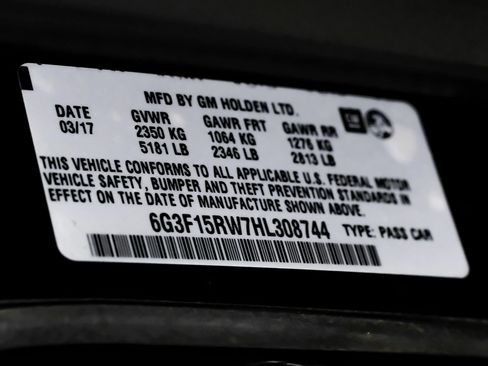 MFD BY GM HOLDEN LTD.
DATE GVWR GAWR FRT GAWR RR GM
03/17 2350 KG 1064 KG 1276 KG
5181 LB 2346 LB 2813 LB
THIS VEHICLE CONFORMS TO ALL APPLICABLE U.S. FEDERAL MOTOR
VEHICLE SAFETY, BUMPER AND THEFT PREVENTION STANDARDS IN
EFFECT ON THE DATE OF MANUFACTURE SHOWN ABOVE.
6G3F15RW7HL308744 TYPE: PASS CAR